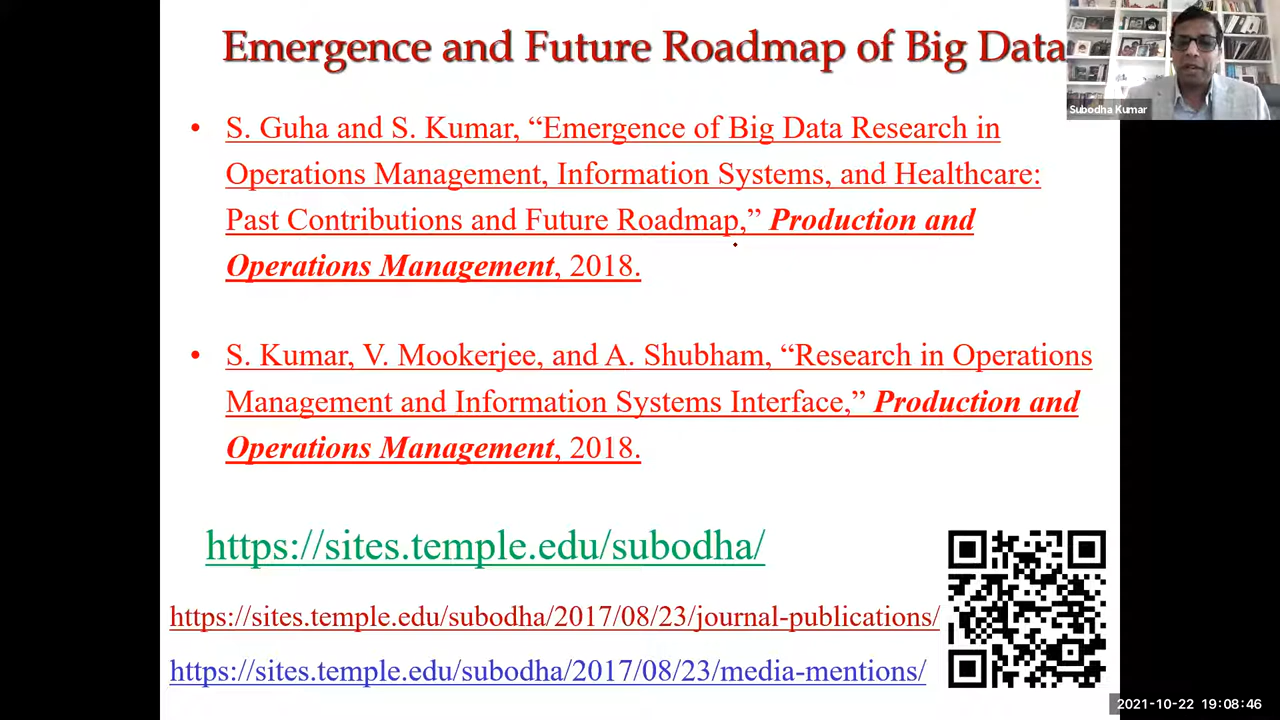 Emergence and Future Roadmap of Big Data
Subodha Kumar
• S. Guha and S. Kumar, “Emergence of Big Data Research in
Operations Management, Information Systems, and Healthcare:
Past Contributions and Future Roadmap,” Production and
Operations Management, 2018.
• S. Kumar, V. Mookerjee, and A. Shubham, “Research in Operations
Management and Information Systems Interface,” Production and
Operations Management, 2018.
https://sites.temple.edu/subodha/
https://sites.temple.edu/subodha/2017/08/23/journal-publications/
https://sites.temple.edu/subodha/2017/08/23/media-mentions/
2021-10-22 19:08:46